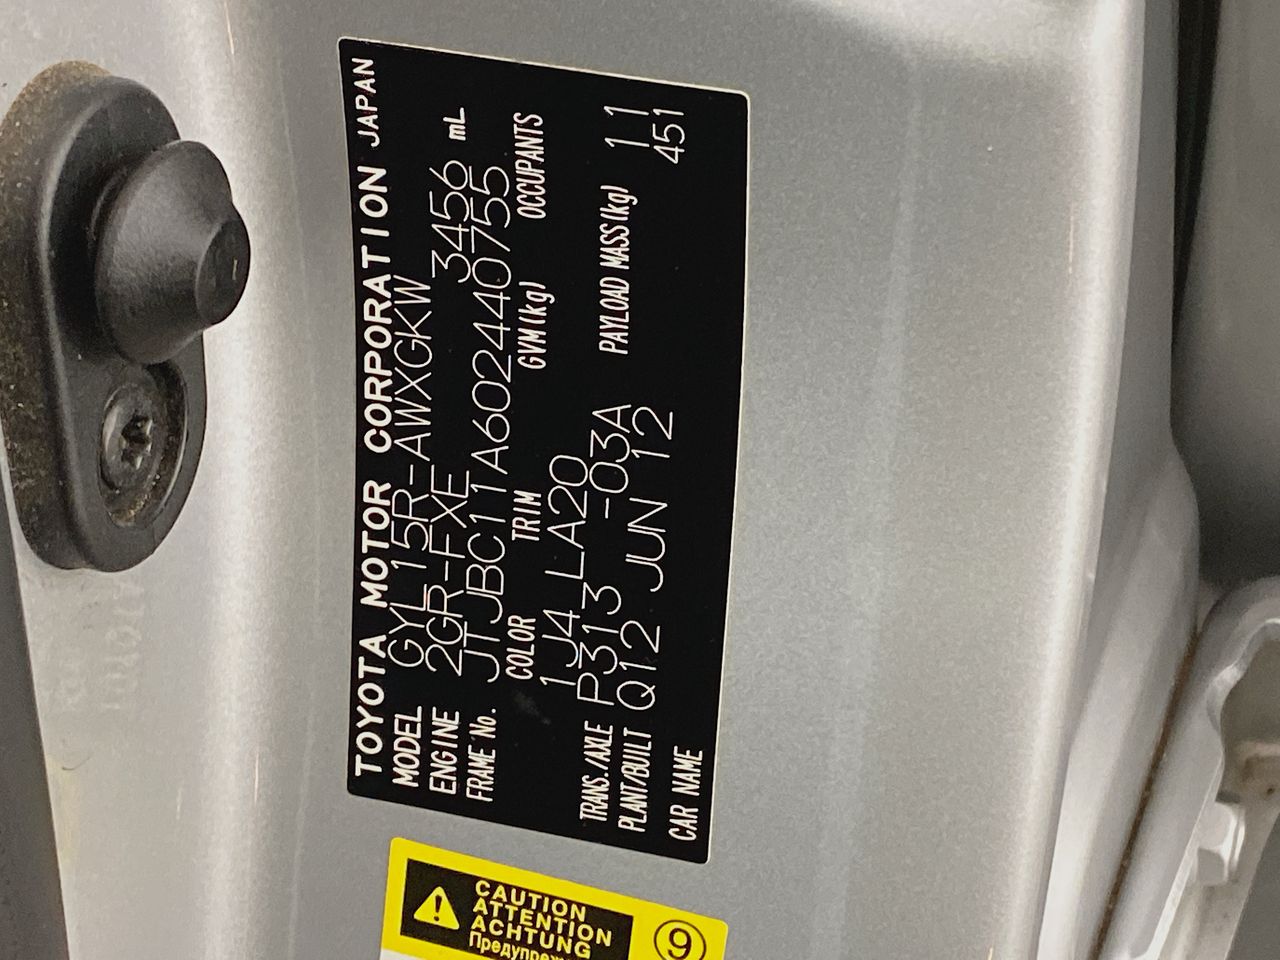 TOYOTA MOTOR CORPORATION JAPAN
MODEL GYL15R-AWXGKW
ENGINE 2GR-FXE 3456 mL
FRAME No. JTJBC11A602440755
COLOR TRIM GVM(kg) OCCUPANTS
1J4 LA20
TRANS./AXLE P313 -03A PAYLOAD MASS(kg) 11
PLANT/BUILT Q12 JUN 12 451
CAR NAME
CAUTION
ATTENTION
ACHTUNG
9